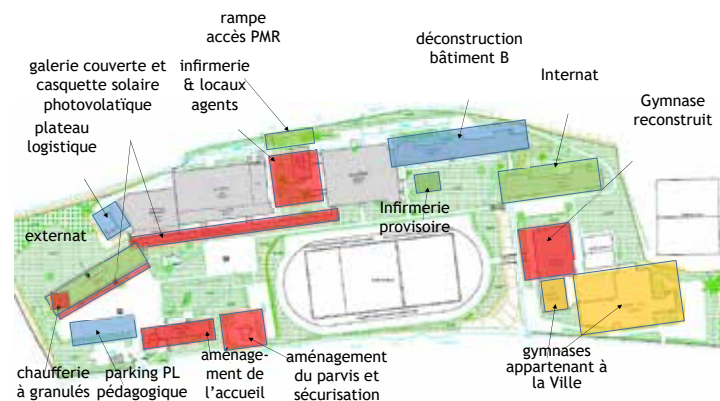 rampe
accès PMR
galerie couverte et
casquette solaire
photovolatïque
infirmerie
& locaux
agents
déconstruction
bâtiment B
Internat
Gymnase
reconstruit
plateau
logistique
externat
Infirmerie
provisoire
chaufferie
à granulés
parking PL
pédagogique
aménage-
ment de
l'accueil
aménagement
du parvis et
sécurisation
gymnases
appartenant à
la Ville